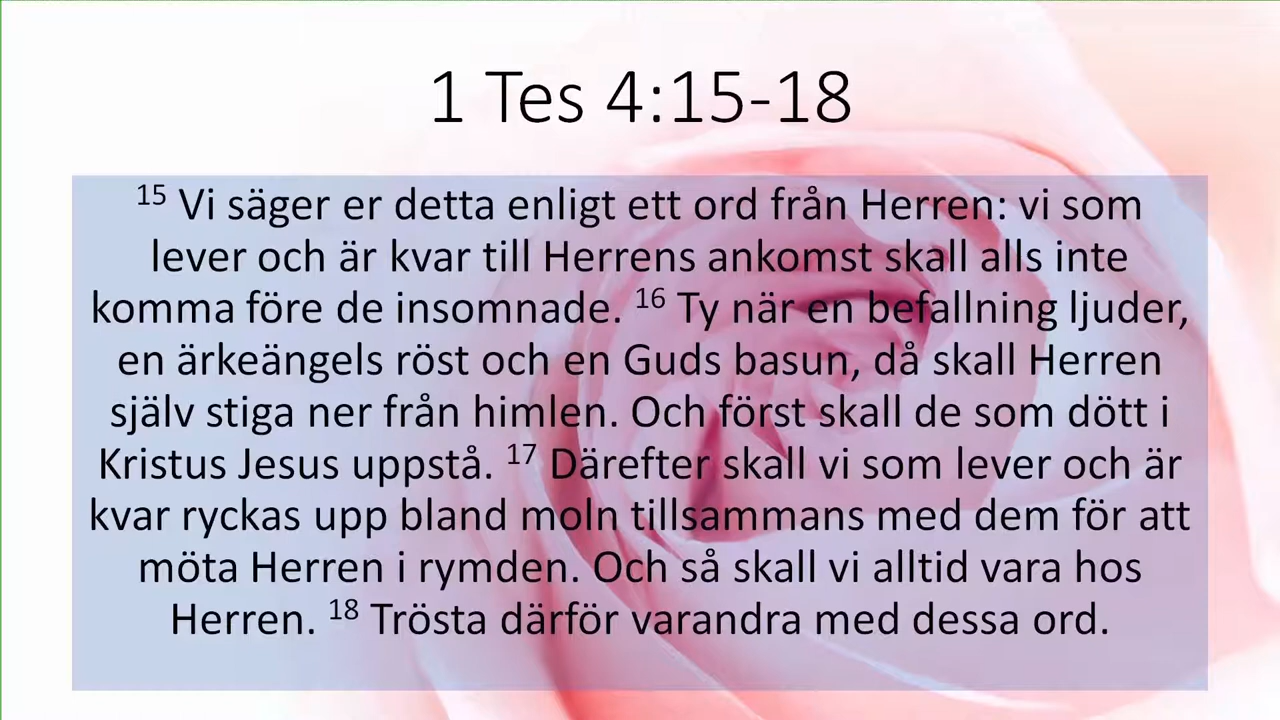 1 Tes 4:15-18
15 Vi säger er detta enligt ett ord från Herren: vi som
lever och är kvar till Herrens ankomst skall alls inte
komma före de insomnade. 16 Ty när en befallning ljuder,
en ärkeängels röst och en Guds basun, då skall Herren
själv stiga ner från himlen. Och först skall de som dött i
Kristus Jesus uppstå. 17 Därefter skall vi som lever och är
kvar ryckas upp bland moln tillsammans med dem för att
möta Herren i rymden. Och så skall vi alltid vara hos
Herren. 18 Trösta därför varandra med dessa ord.